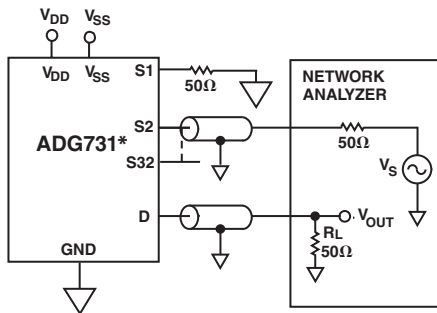 VDD
VSS
VDD VSS
S1
50Ω
NETWORK
ANALYZER
S2
ADG731*
50Ω
VS
S32
D
VOUT
RL
50Ω
GND